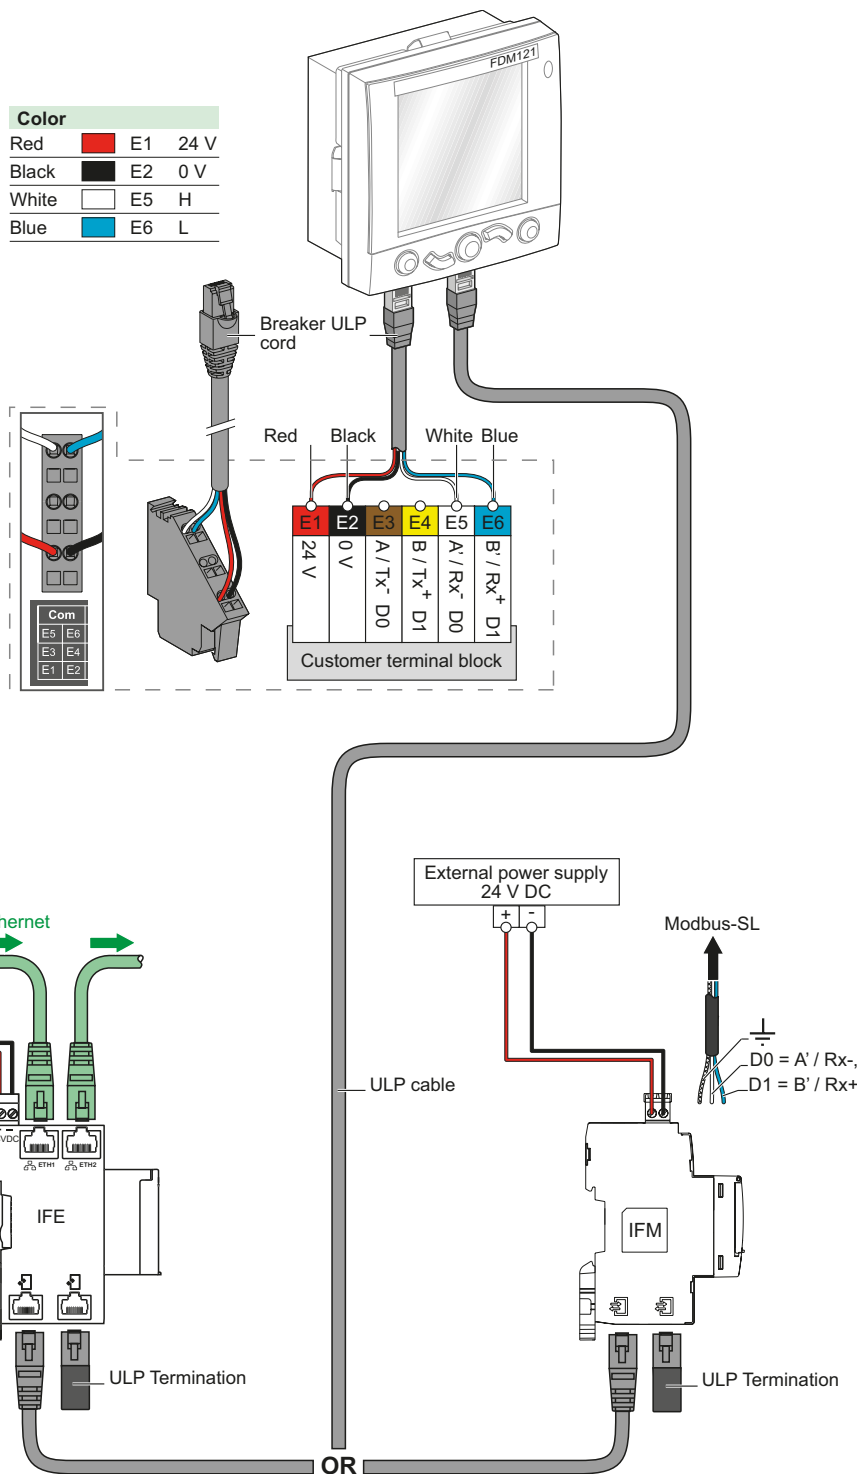 FDM121
Color
Red E1 24 V
Black E2 0 V
White E5 H
Blue E6 L
Breaker ULP
cord
Red Black White Blue
E1 E2 E3 E4 E5 E6
24 V
0 V
A / Tx- D0
B / Tx+ D1
A' / Rx- D0
B' / Rx+ D1
Customer terminal block
Com
E5 E6
E3 E4
E1 E2
External power supply
24 V DC
+ -
hernet
Modbus-SL
D0 = A' / Rx-,
D1 = B' / Rx+
ULP cable
VDC
ETH1 ETH2
IFE
IFM
ULP Termination
ULP Termination
OR